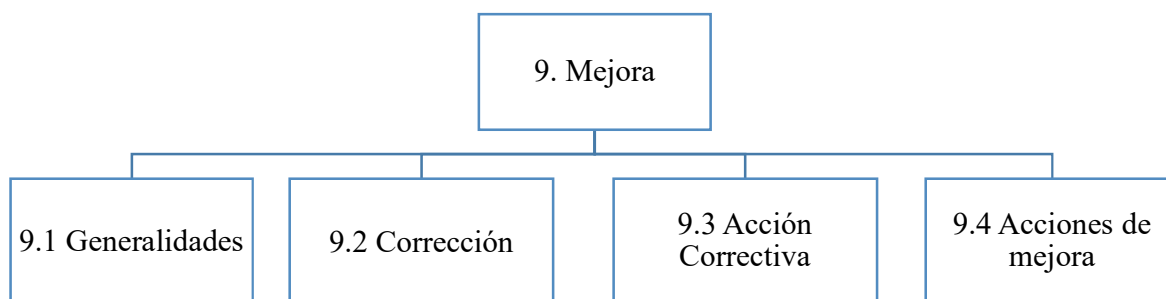 9. Mejora
9.1 Generalidades
9.2 Corrección
9.3 Acción
Correctiva
9.4 Acciones de
mejora